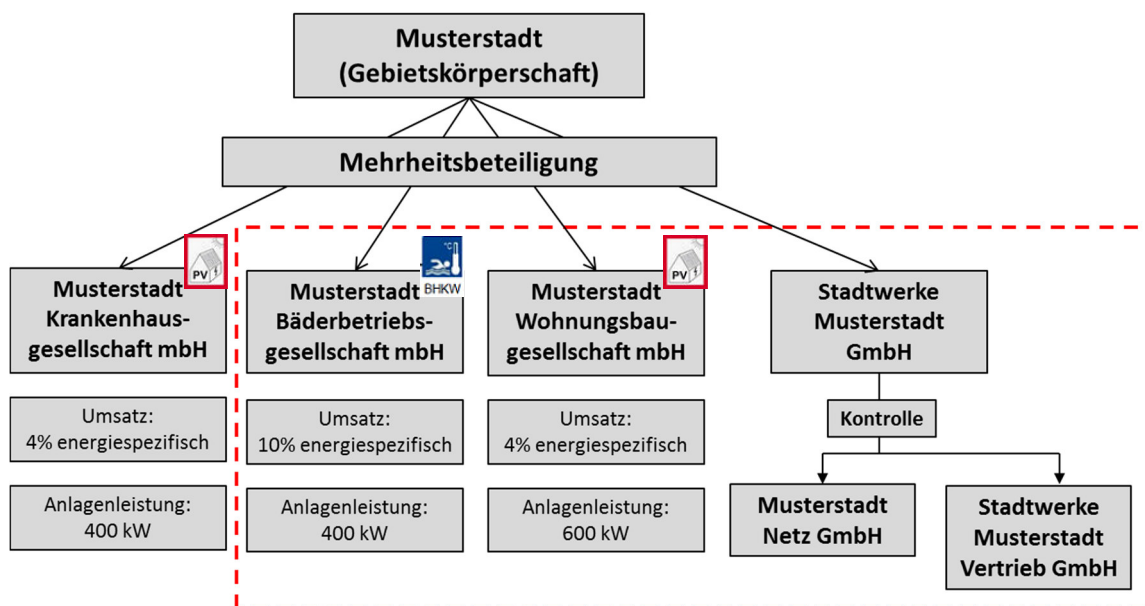 Musterstadt
(Gebietskörperschaft)
Mehrheitsbeteiligung
PV
Musterstadt
Krankenhaus-
gesellschaft mbH
Umsatz:
4% energiespezifisch
Anlagenleistung:
400 kW
°C
BHKW
Musterstadt
Bäderbetriebs-
gesellschaft mbH
Umsatz:
10% energiespezifisch
Anlagenleistung:
400 kW
PV
Musterstadt
Wohnungsbau-
gesellschaft mbH
Umsatz:
4% energiespezifisch
Anlagenleistung:
600 kW
Stadtwerke
Musterstadt
GmbH
Kontrolle
Musterstadt
Netz GmbH
Stadtwerke
Musterstadt
Vertrieb GmbH